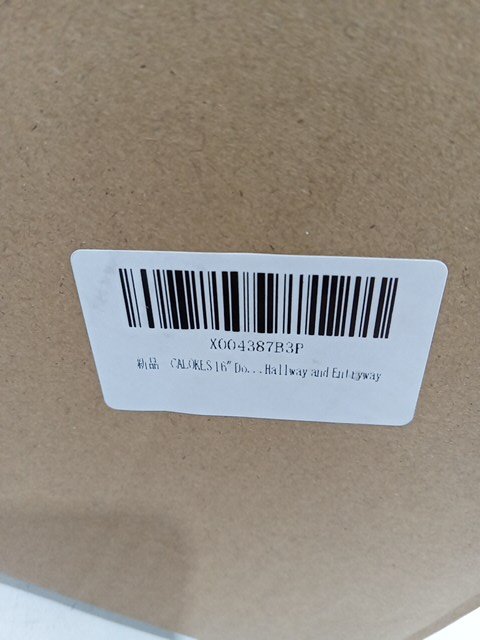 X004387B3P
新品 CALOKES 16" Do...Hallway and Entryway